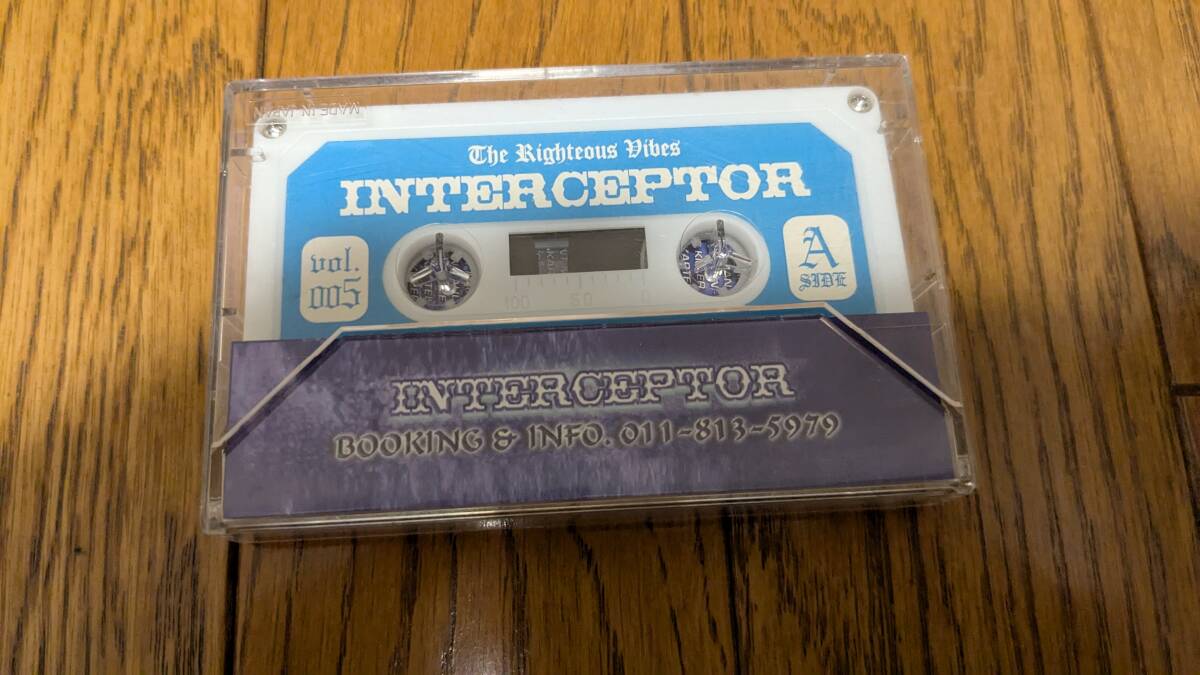 MADE IN JAPAN
The Righteous Vibes
INTERCEPTOR
vol.
005
A
SIDE
100 50 0
INTERCEPTOR
BOOKING & INFO. 011-813-5979